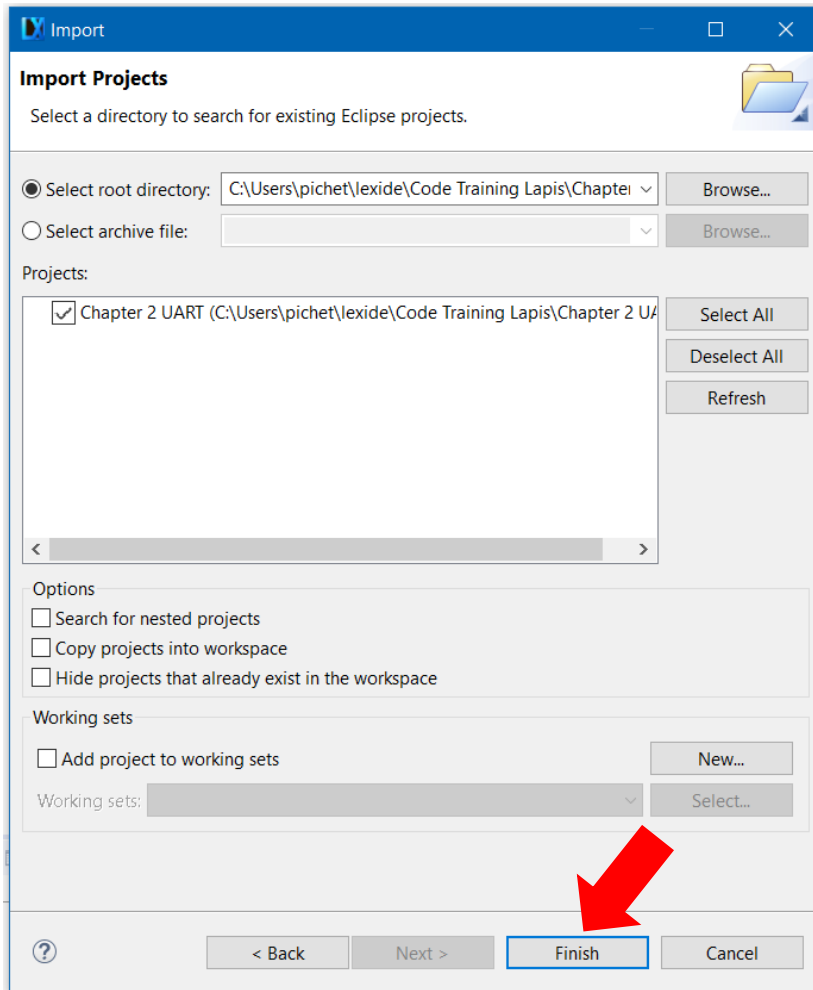 Import
Import Projects
Select a directory to search for existing Eclipse projects.
Select root directory: C:\Users\pichet\lexide\Code Training Lapis\Chapter Browse...
Select archive file: Browse...
Projects:
Chapter 2 UART (C:\Users\pichet\lexide\Code Training Lapis\Chapter 2 UA Select All
Deselect All
Refresh
Options
Search for nested projects
Copy projects into workspace
Hide projects that already exist in the workspace
Working sets
Add project to working sets New...
Working sets: Select...
? < Back Next > Finish Cancel